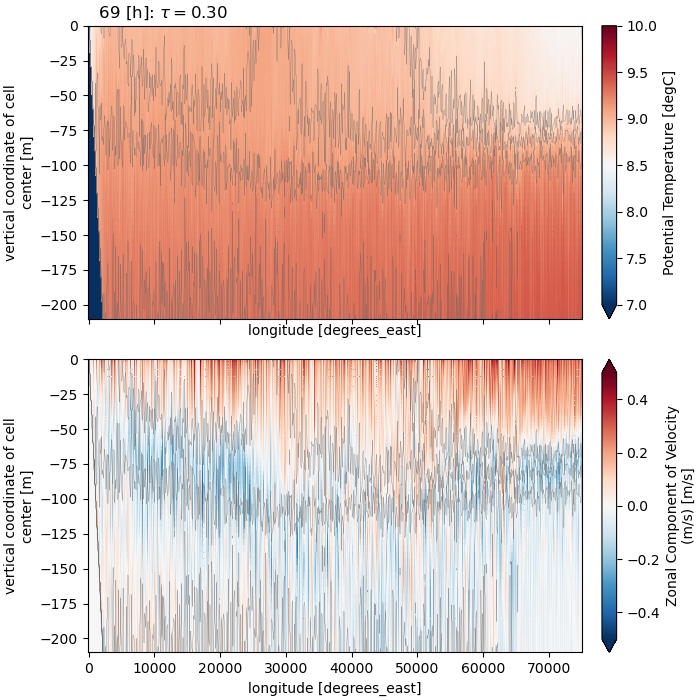 69 [h]: τ = 0.30
0
−25
−50
−75
−100
−125
−150
−175
−200
vertical coordinate of cell
center [m]
longitude [degrees_east]
10.0
9.5
9.0
8.5
8.0
7.5
7.0
Potential Temperature [degC]
0
−25
−50
−75
−100
−125
−150
−175
−200
vertical coordinate of cell
center [m]
0 10000 20000 30000 40000 50000 60000 70000
longitude [degrees_east]
0.4
0.2
0.0
−0.2
−0.4
Zonal Component of Velocity
(m/s) [m/s]